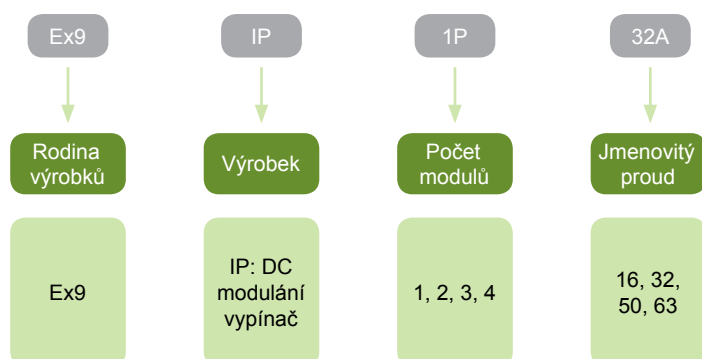 Ex9
IP
1P
32A
Rodina
výrobků
Výrobek
Počet
modulů
Jmenovitý
proud
Ex9
IP: DC
modulání
vypínač
1, 2, 3, 4
16, 32,
50, 63